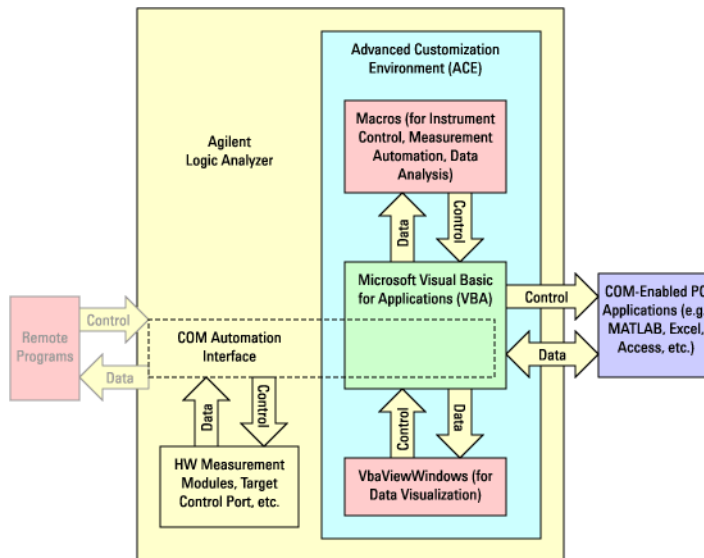 Advanced Customization
Environment (ACE)
Agilent
Logic Analyzer
Macros (for Instrument
Control, Measurement
Automation, Data
Analysis)
Data
Control
Microsoft Visual Basic
for Applications (VBA)
Control
Data
COM-Enabled PC
Applications (e.g.
MATLAB, Excel,
Access, etc.)
Remote
Programs
Control
Data
COM Automation
Interface
Data
Control
HW Measurement
Modules, Target
Control Port, etc.
Control
Data
VbaViewWindows (for
Data Visualization)